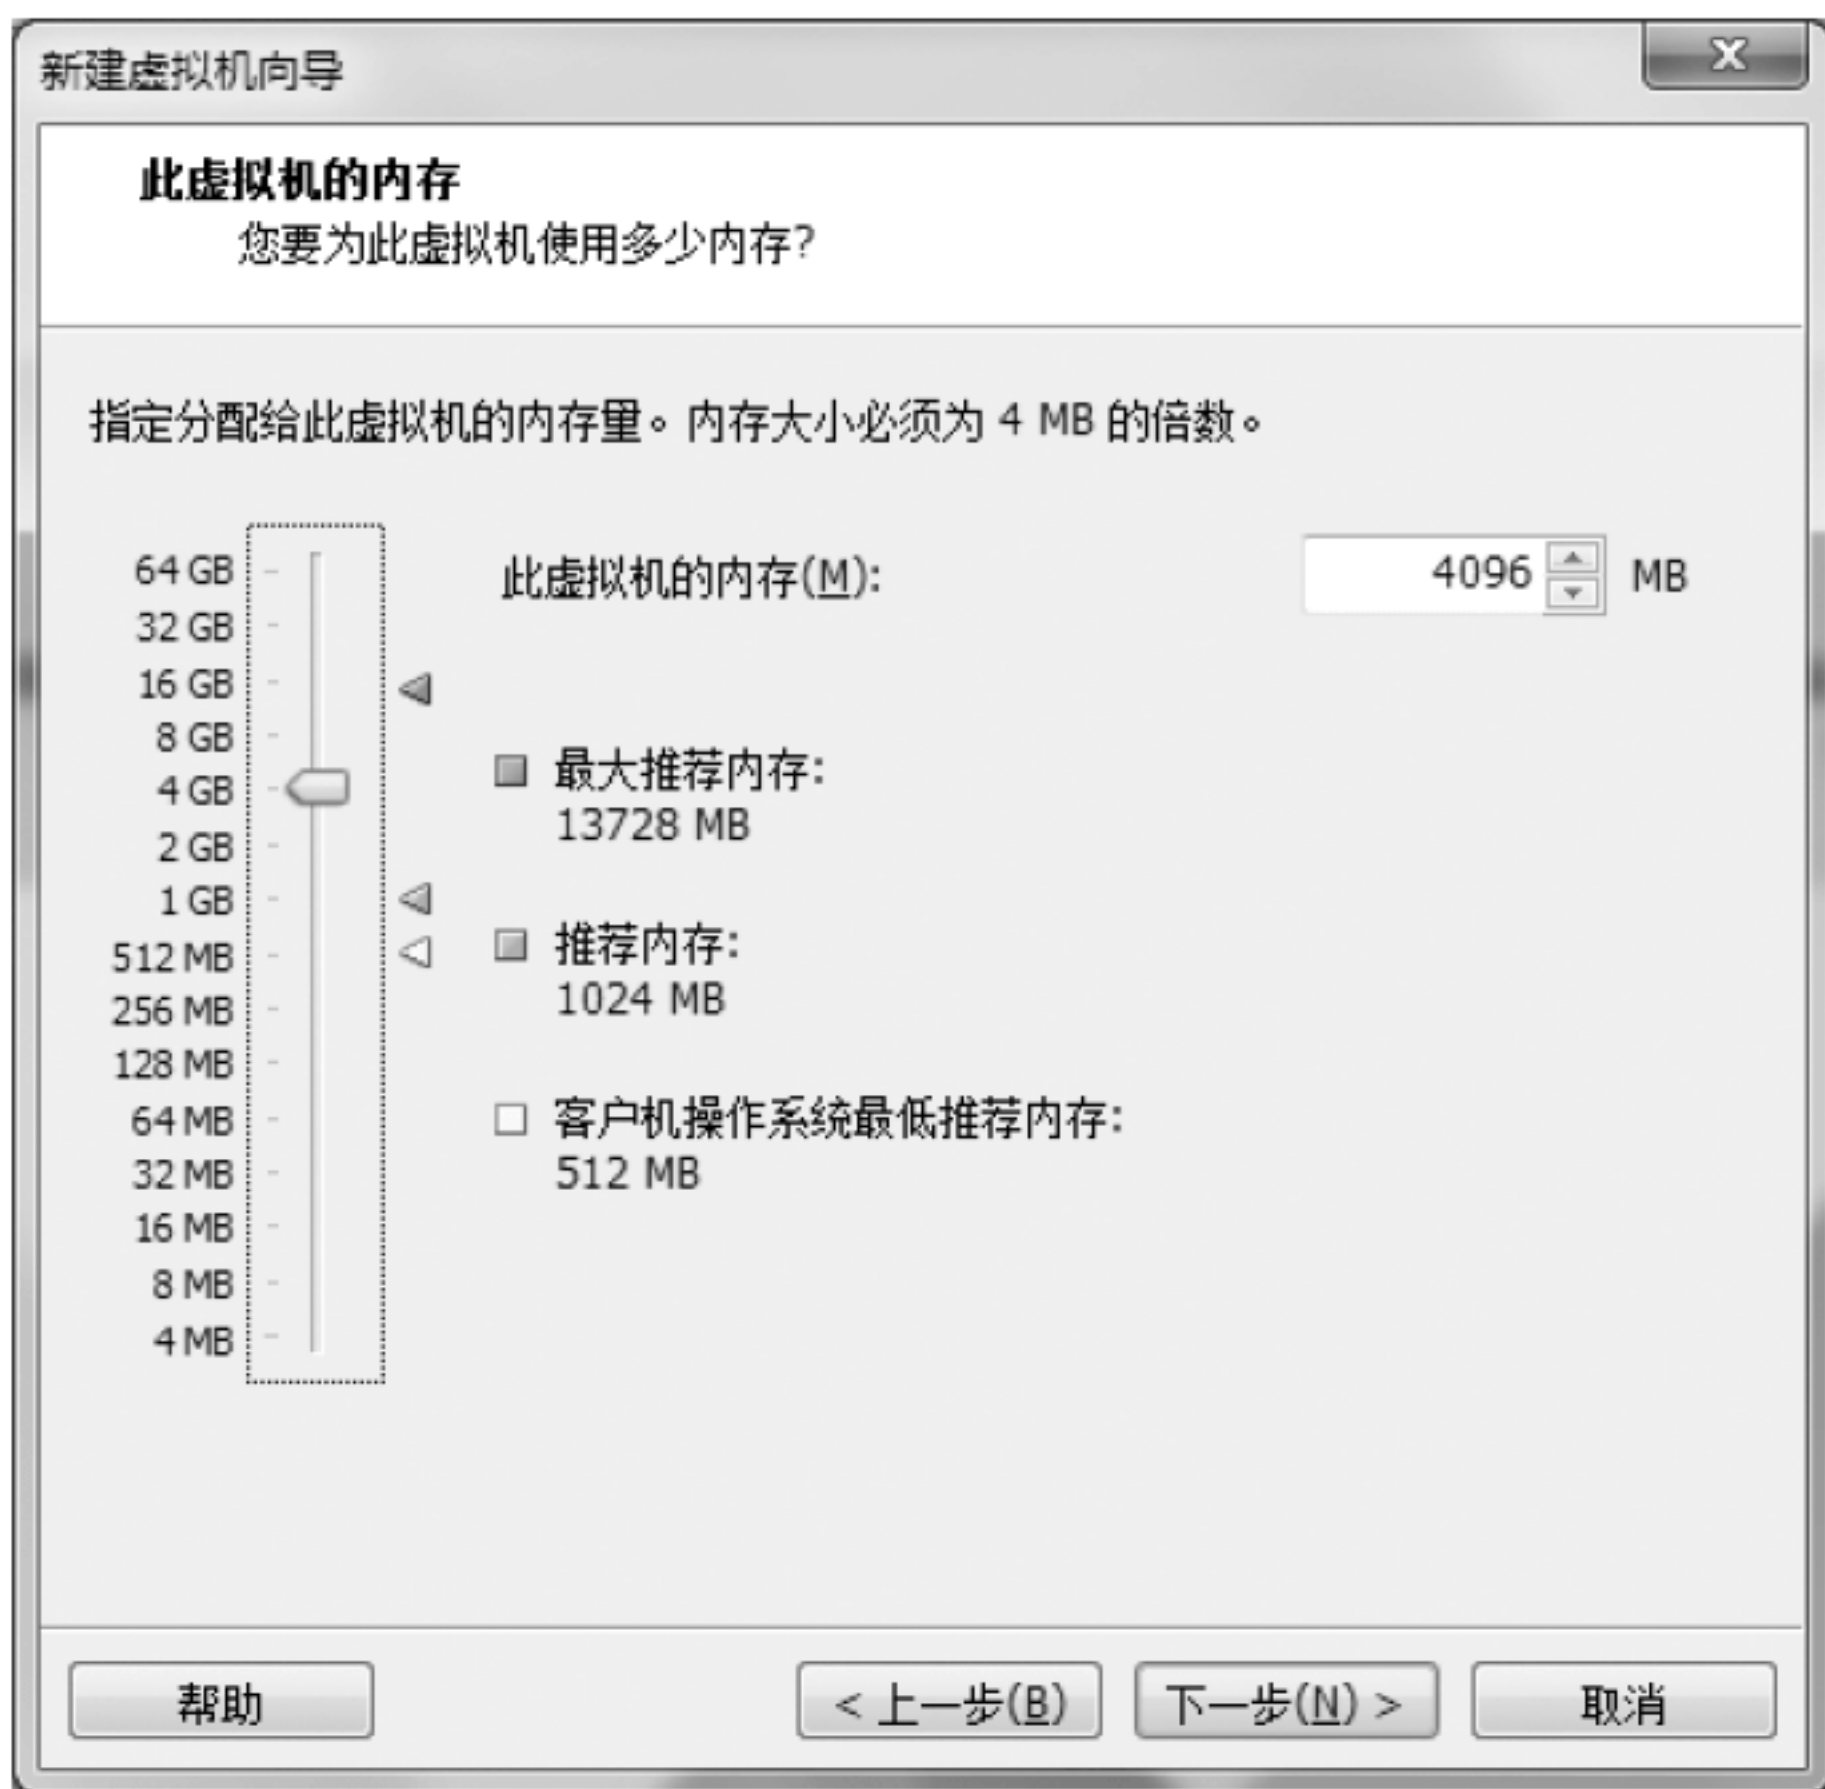 新建虚拟机向导
此虚拟机的内存
您要为此虚拟机使用多少内存?
指定分配给此虚拟机的内存量。内存大小必须为 4 MB 的倍数。
64 GB
32 GB
16 GB
8 GB
4 GB
2 GB
1 GB
512 MB
256 MB
128 MB
64 MB
32 MB
16 MB
8 MB
4 MB
此虚拟机的内存(M): 4096 MB
最大推荐内存:
13728 MB
推荐内存:
1024 MB
客户机操作系统最低推荐内存:
512 MB
帮助 < 上一步(B) 下一步(N) > 取消